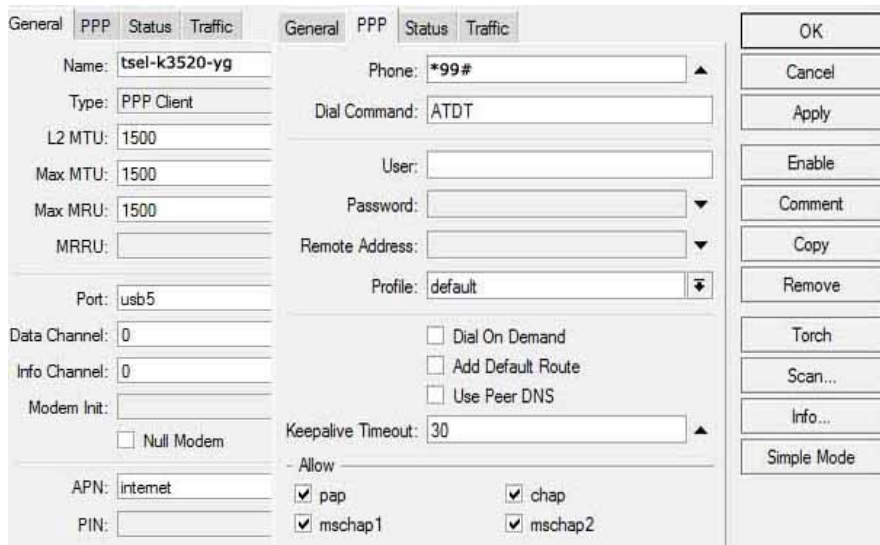 General PPP Status Traffic
Name: tsel-k3520-yg
Type: PPP Client
L2 MTU: 1500
Max MTU: 1500
Max MRU: 1500
MRRU:
Port: usb5
Data Channel: 0
Info Channel: 0
Modem Init:
Null Modem
APN: internet
PIN:
General PPP Status Traffic
Phone: *99#
Dial Command: ATDT
User:
Password:
Remote Address:
Profile: default
Dial On Demand
Add Default Route
Use Peer DNS
Keepalive Timeout: 30
Allow
pap chap
mschap1 mschap2
OK
Cancel
Apply
Enable
Comment
Copy
Remove
Torch
Scan...
Info...
Simple Mode